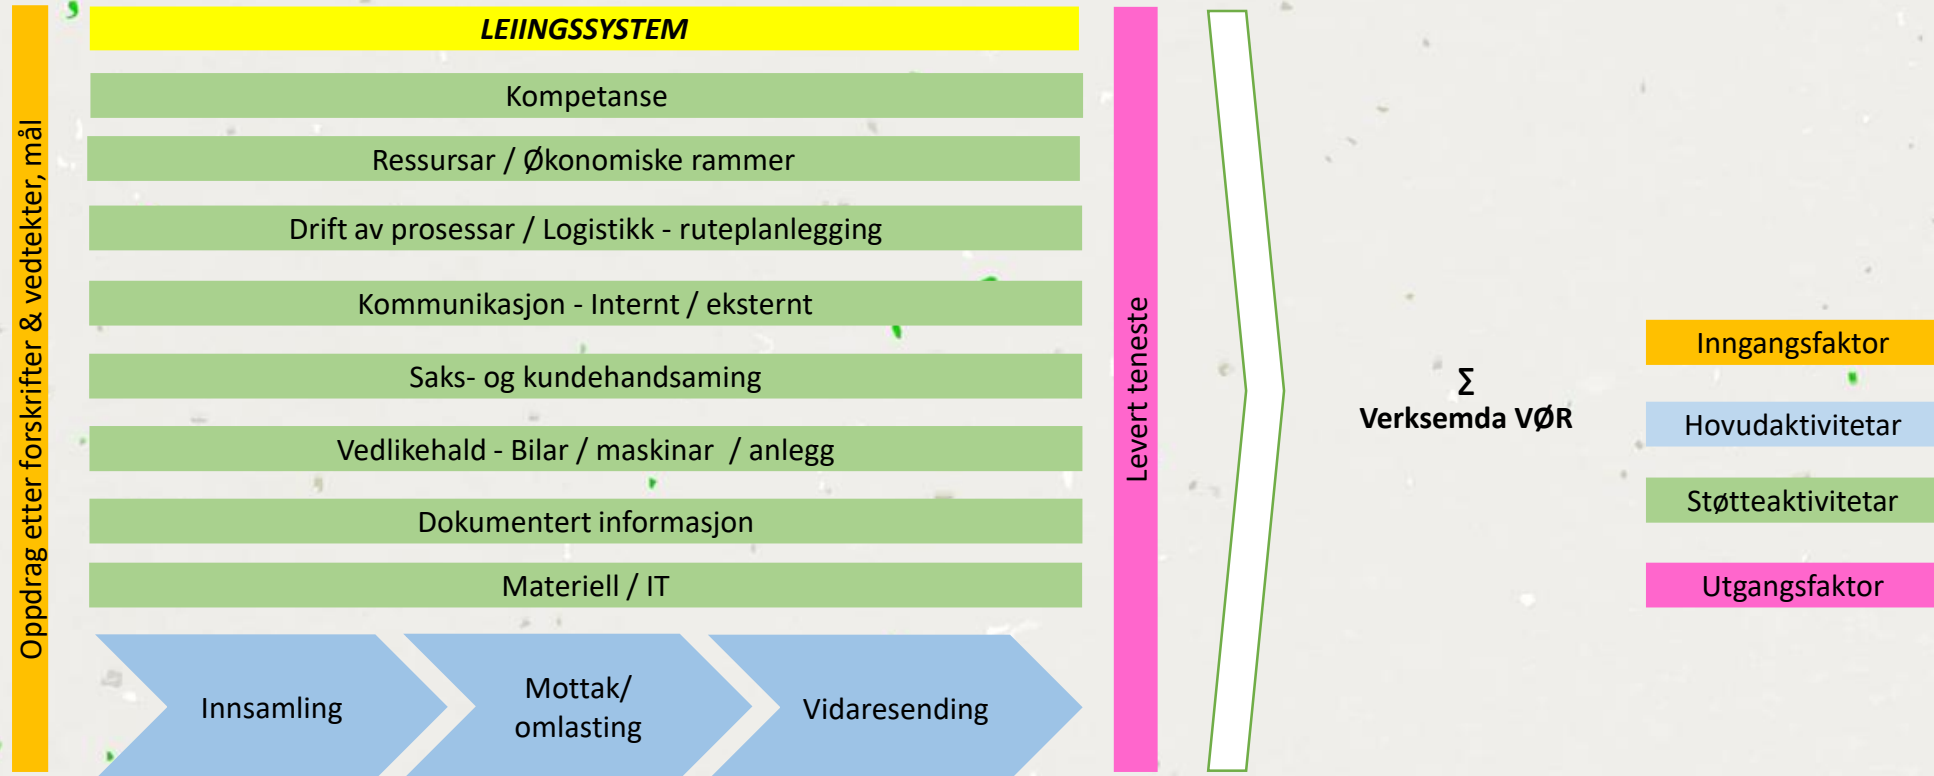 Oppdrag etter forskrifter & vedtekter, mål
LEIINGSSYSTEM
Kompetanse
Ressursar / Økonomiske rammer
Drift av prosessar / Logistikk - ruteplanlegging
Kommunikasjon - Internt / eksternt
Saks- og kundehandsaming
Vedlikehald - Bilar / maskinar / anlegg
Dokumentert informasjon
Materiell / IT
Innsamling
Mottak/
omlasting
Vidaresending
Levert teneste
Σ
Verksemda VØR
Inngangsfaktor
Hovudaktivitetar
Støtteaktivitetar
Utgangsfaktor